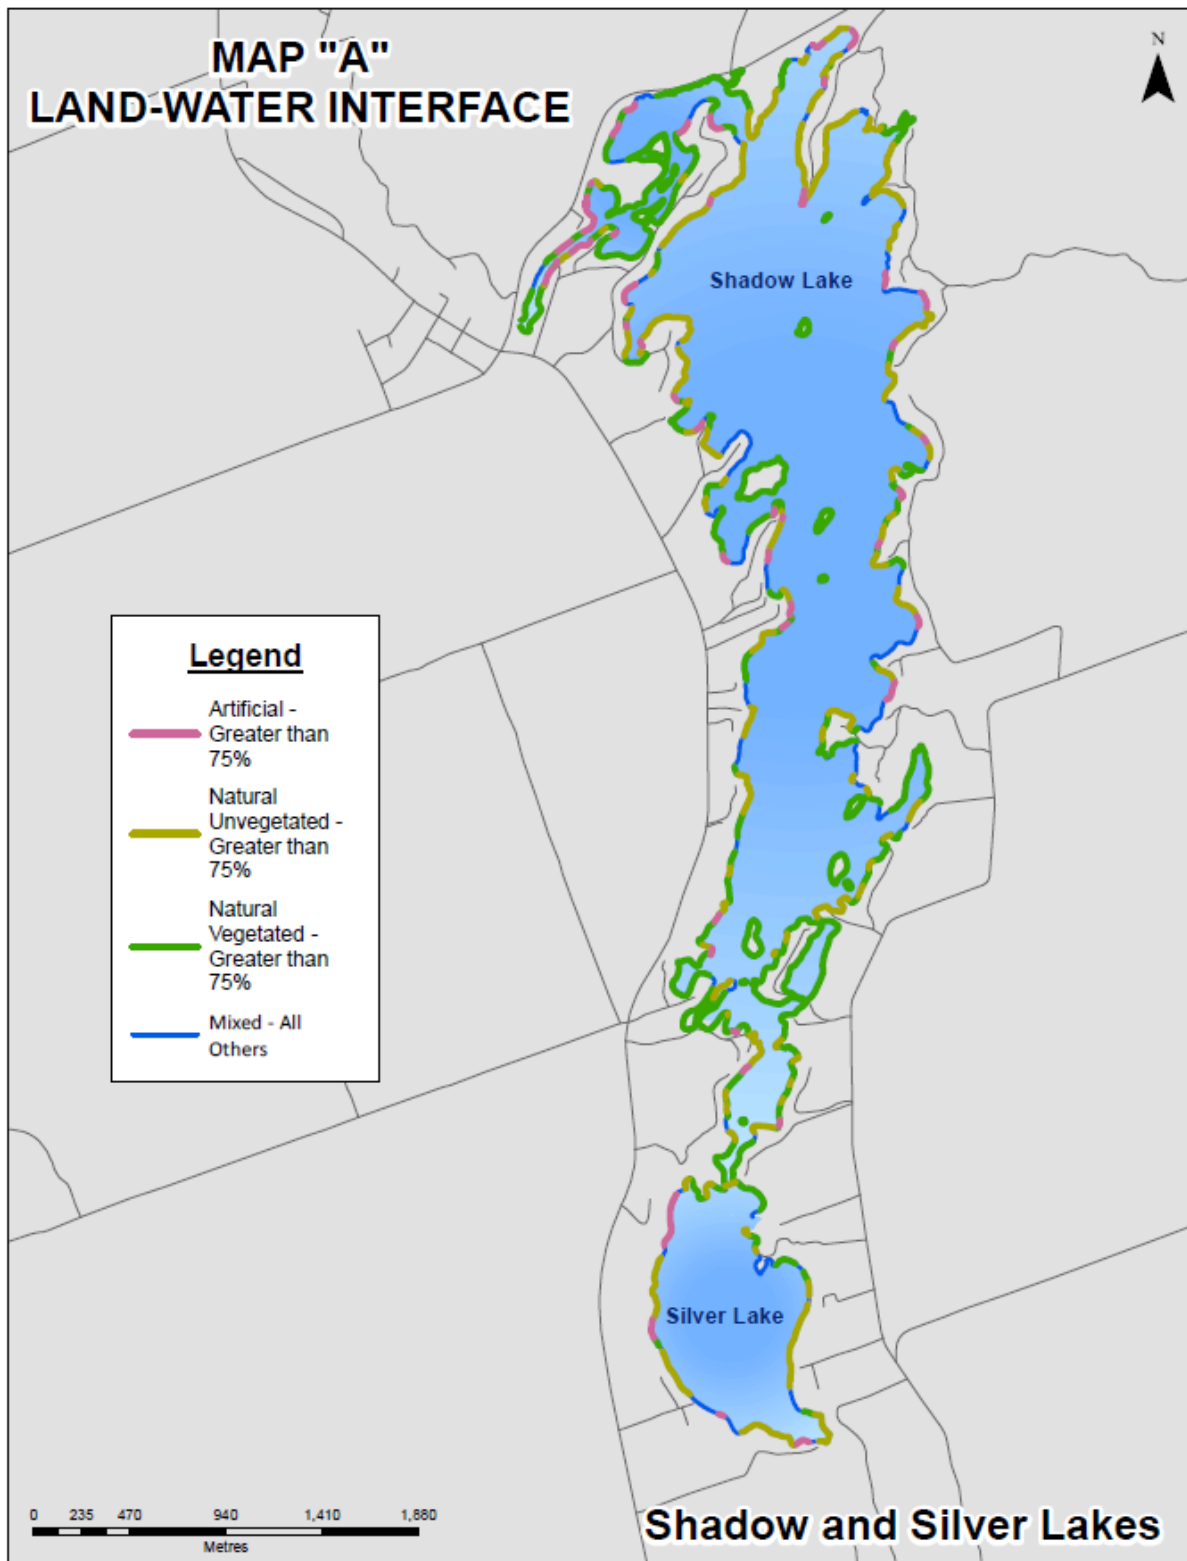 MAP "A"
LAND-WATER INTERFACE
N
Shadow Lake
Legend
Artificial -
Greater than
75%
Natural
Unvegetated -
Greater than
75%
Natural
Vegetated -
Greater than
75%
Mixed - All
Others
Silver Lake
0 235 470 940 1,410 1,880
Metres
Shadow and Silver Lakes